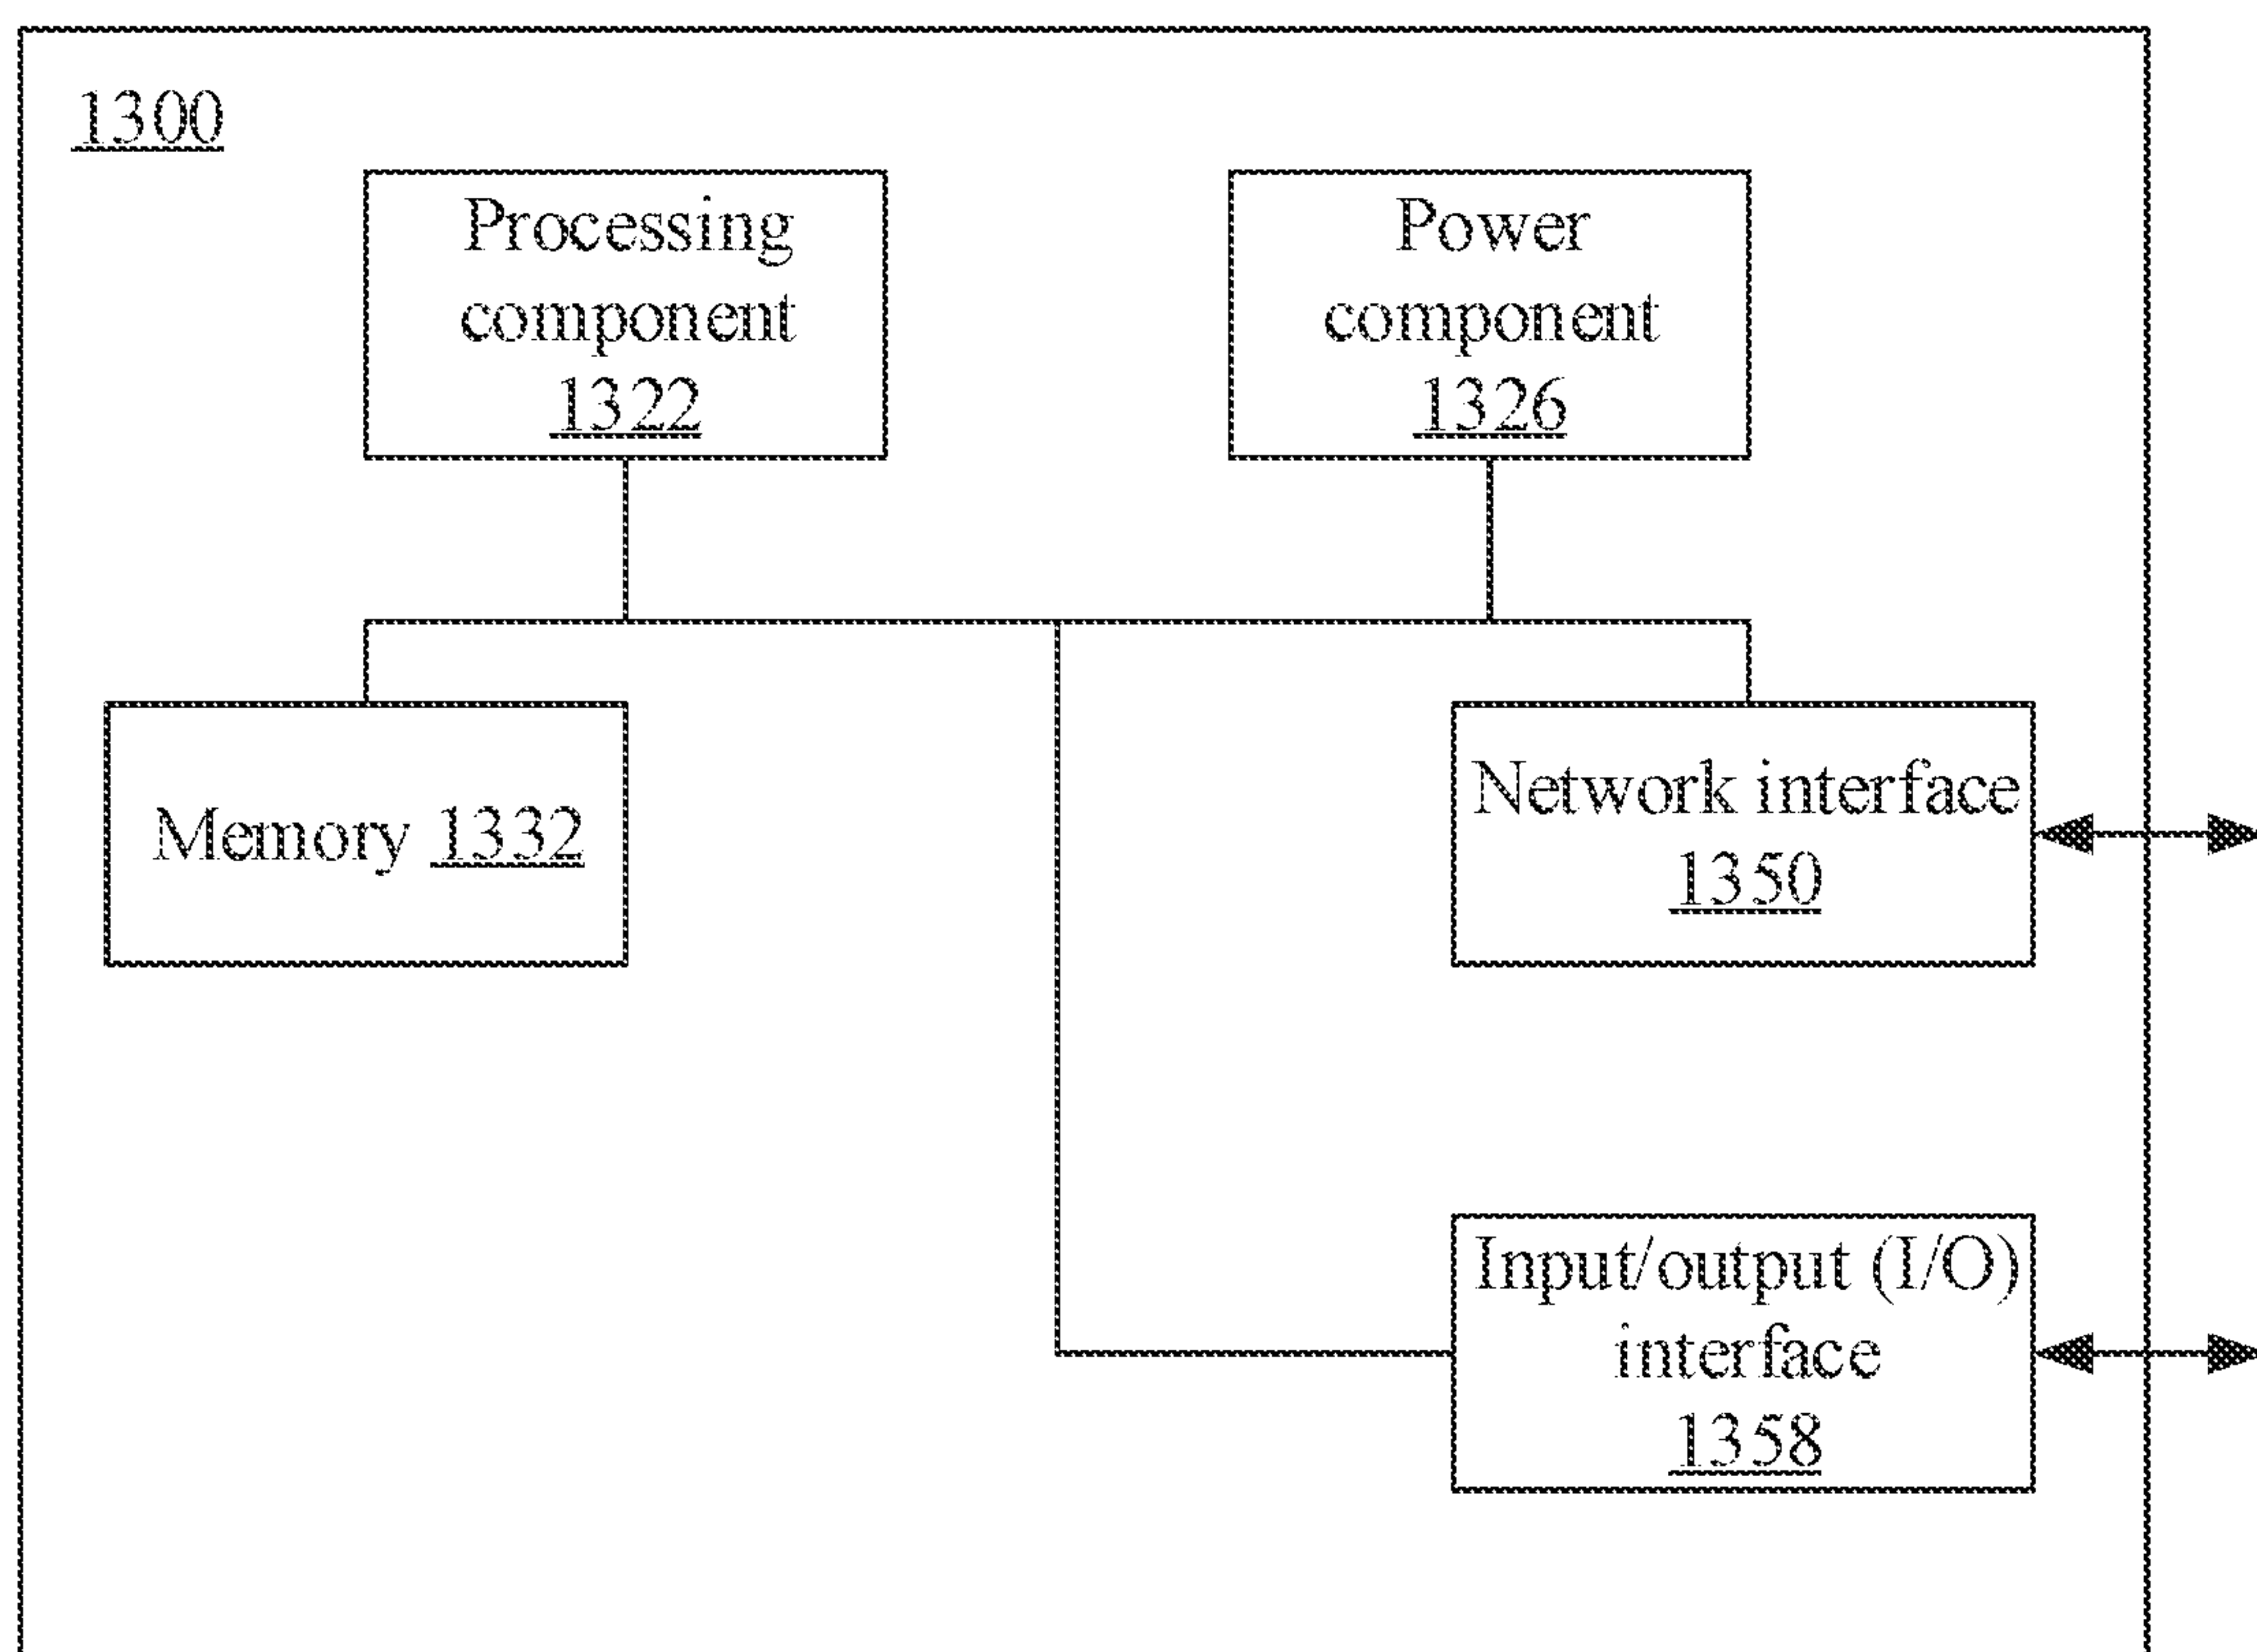 1300
Processing
component
1322
Power
component
1326
Memory 1332
Network interface
1350
Input/output (I/O)
interface
1358